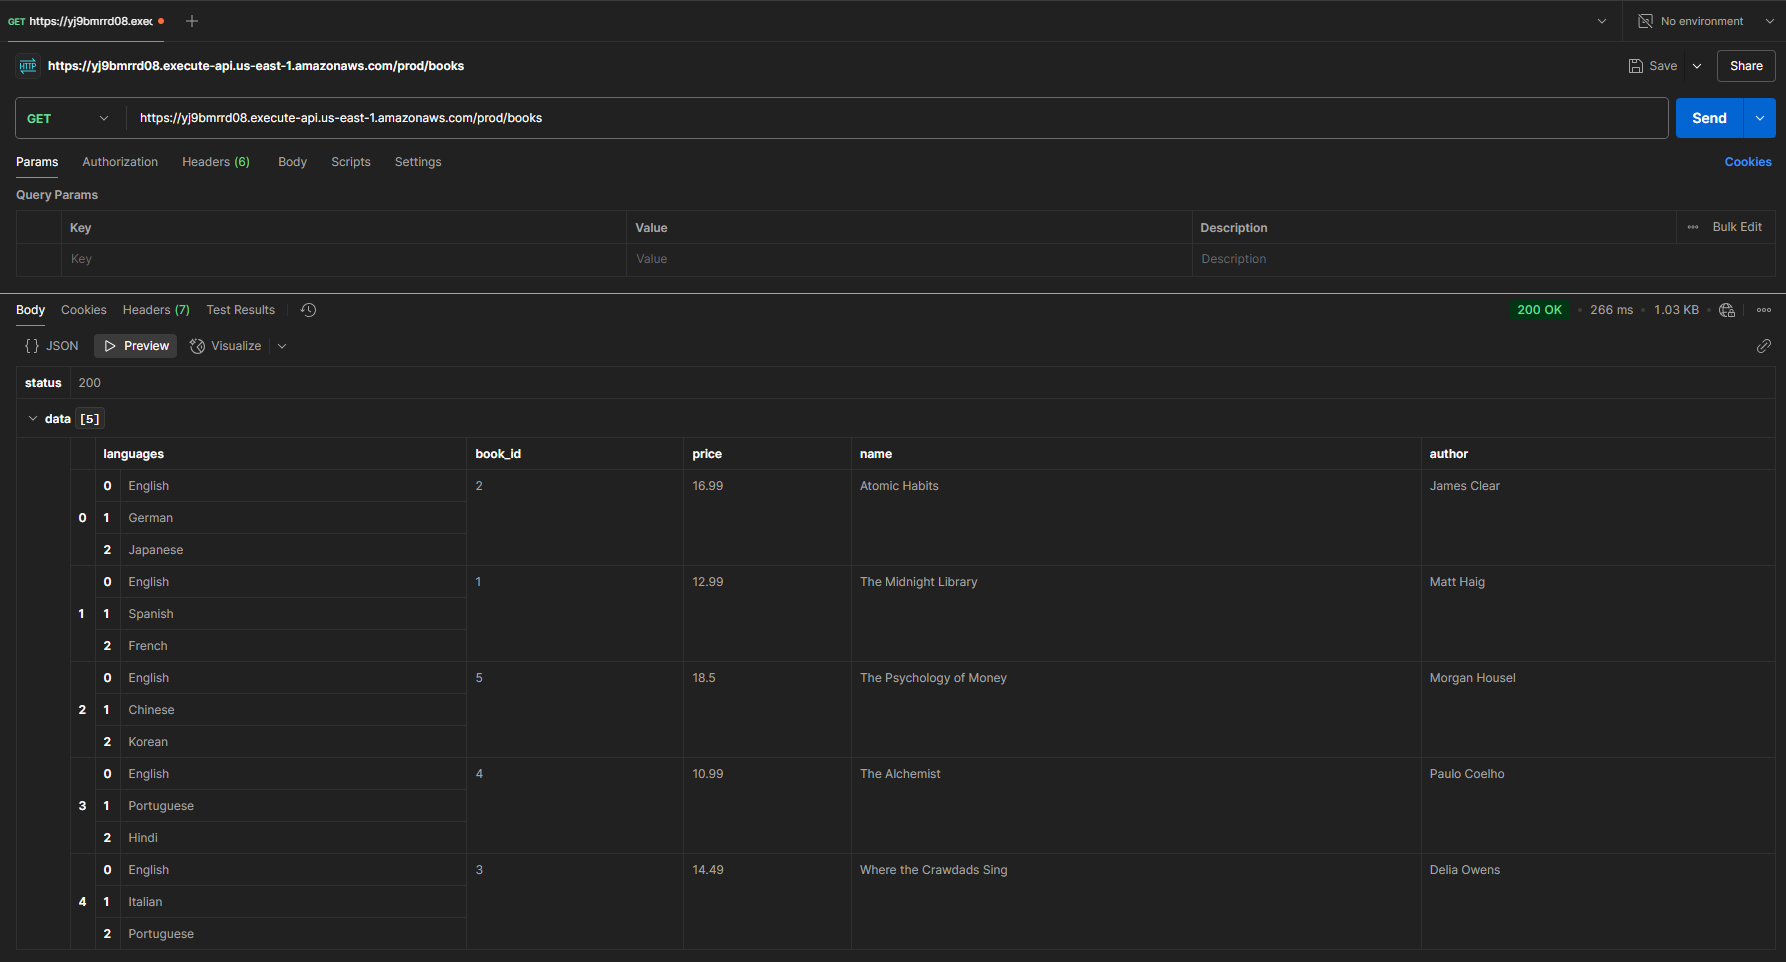 GET https://yj9bmrrd08.exec
No environment
HTTP https://yj9bmrrd08.execute-api.us-east-1.amazonaws.com/prod/books
Save Share
GET https://yj9bmrrd08.execute-api.us-east-1.amazonaws.com/prod/books Send
Params Authorization Headers (6) Body Scripts Settings Cookies
Query Params
Key Value Description Bulk Edit
Key Value Description
Body Cookies Headers (7) Test Results 200 OK • 266 ms • 1.03 KB •
{} JSON Preview Visualize
status 200
data [5]
languages book_id price name author
0 English 2 16.99 Atomic Habits James Clear
0 1 German
2 Japanese
0 English 1 12.99 The Midnight Library Matt Haig
1 1 Spanish
2 French
0 English 5 18.5 The Psychology of Money Morgan Housel
2 1 Chinese
2 Korean
0 English 4 10.99 The Alchemist Paulo Coelho
3 1 Portuguese
2 Hindi
0 English 3 14.49 Where the Crawdads Sing Delia Owens
4 1 Italian
2 Portuguese